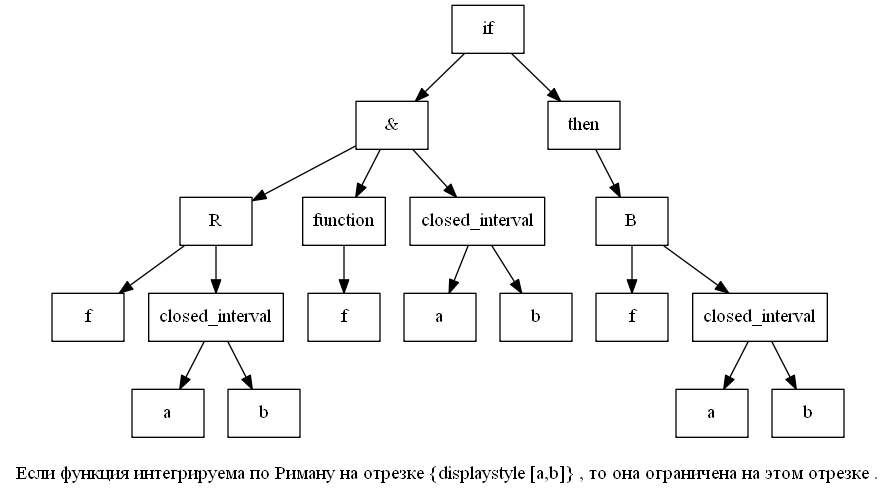 if
& then
R function closed_interval B
f closed_interval f a b f closed_interval
a b a b
Если функция интегрируема по Риману на отрезке {displaystyle [a,b]} , то она ограничена на этом отрезке .